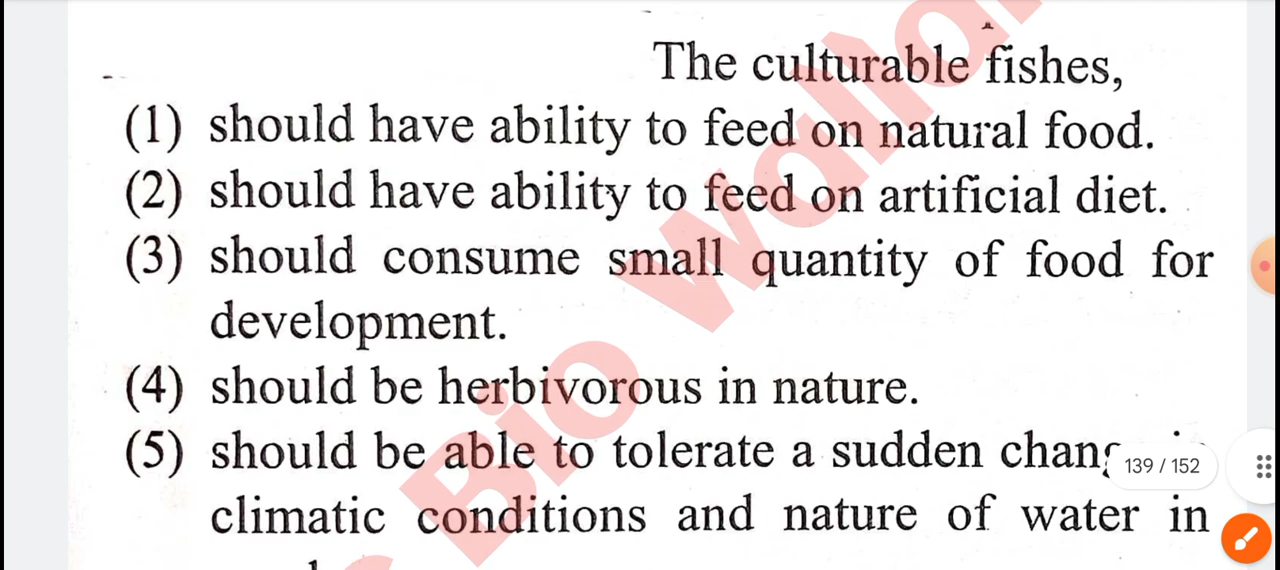 The culturable fishes,
(1) should have ability to feed on natural food.
(2) should have ability to feed on artificial diet.
(3) should consume small quantity of food for
development.
(4) should be herbivorous in nature.
(5) should be able to tolerate a sudden
climatic conditions and nature of water in
139 / 152
Bio